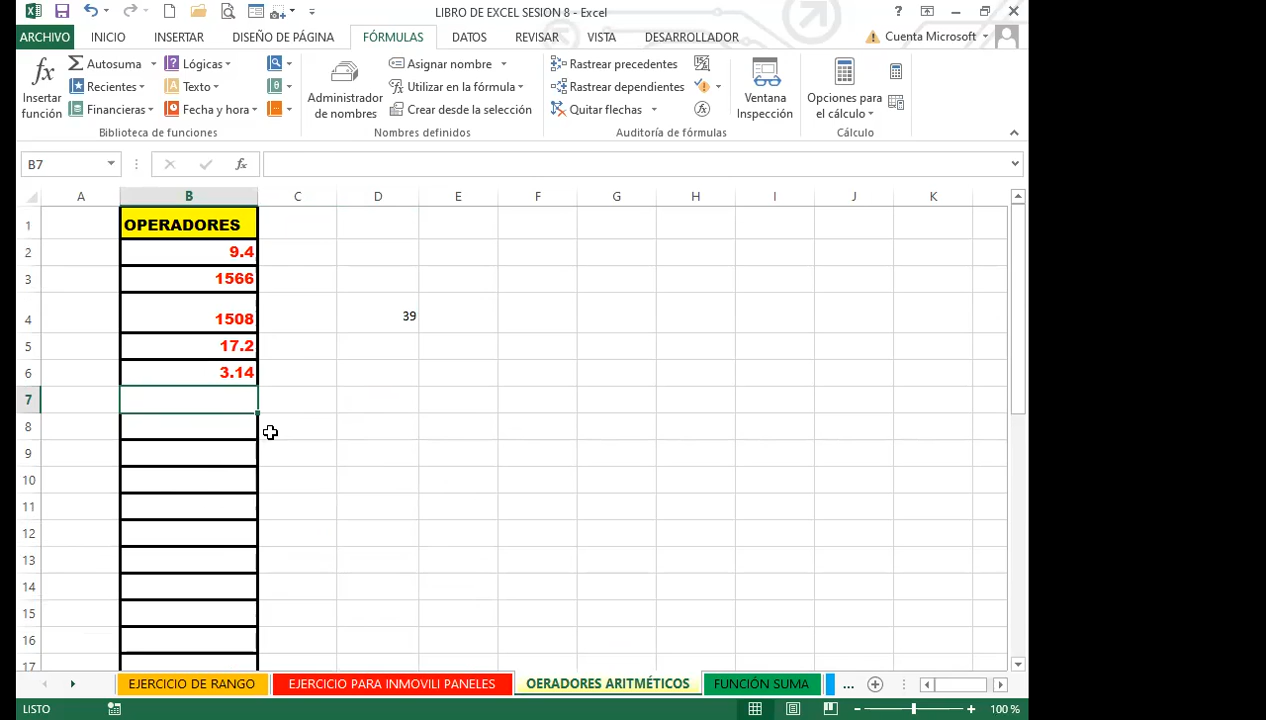 LIBRO DE EXCEL SESION 8 - Excel
?
ARCHIVO INICIO INSERTAR DISEÑO DE PÁGINA FÓRMULAS DATOS REVISAR VISTA DESARROLLADOR Cuenta Microsoft
fx Insertar función
Σ Autosuma
Recientes
Financieras
? Lógicas
A Texto
Fecha y hora
θ
Biblioteca de funciones
Administrador de nombres
Asignar nombre
Utilizar en la fórmula
Crear desde la selección
Nombres definidos
Rastrear precedentes
Rastrear dependientes
Quitar flechas
fx
Ventana Inspección
Auditoría de fórmulas
Opciones para el cálculo
Cálculo
B7 fx
A B C D E F G H I J K
1 OPERADORES
2 9.4
3 1566
4 1508 39
5 17.2
6 3.14
7
8
9
10
11
12
13
14
15
16
17
EJERCICIO DE RANGO EJERCICIO PARA INMOVILI PANELES OERADORES ARITMÉTICOS FUNCIÓN SUMA ...
LISTO 100 %